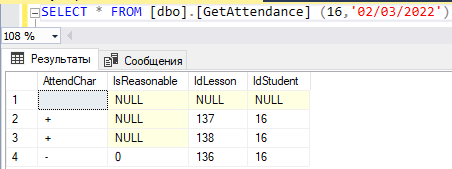 SELECT * FROM [dbo].[GetAttendance] (16,'02/03/2022')
108 %
Результаты Сообщения
AttendChar IsReasonable IdLesson IdStudent
1 NULL NULL NULL
2 + NULL 137 16
3 + NULL 138 16
4 - 0 136 16